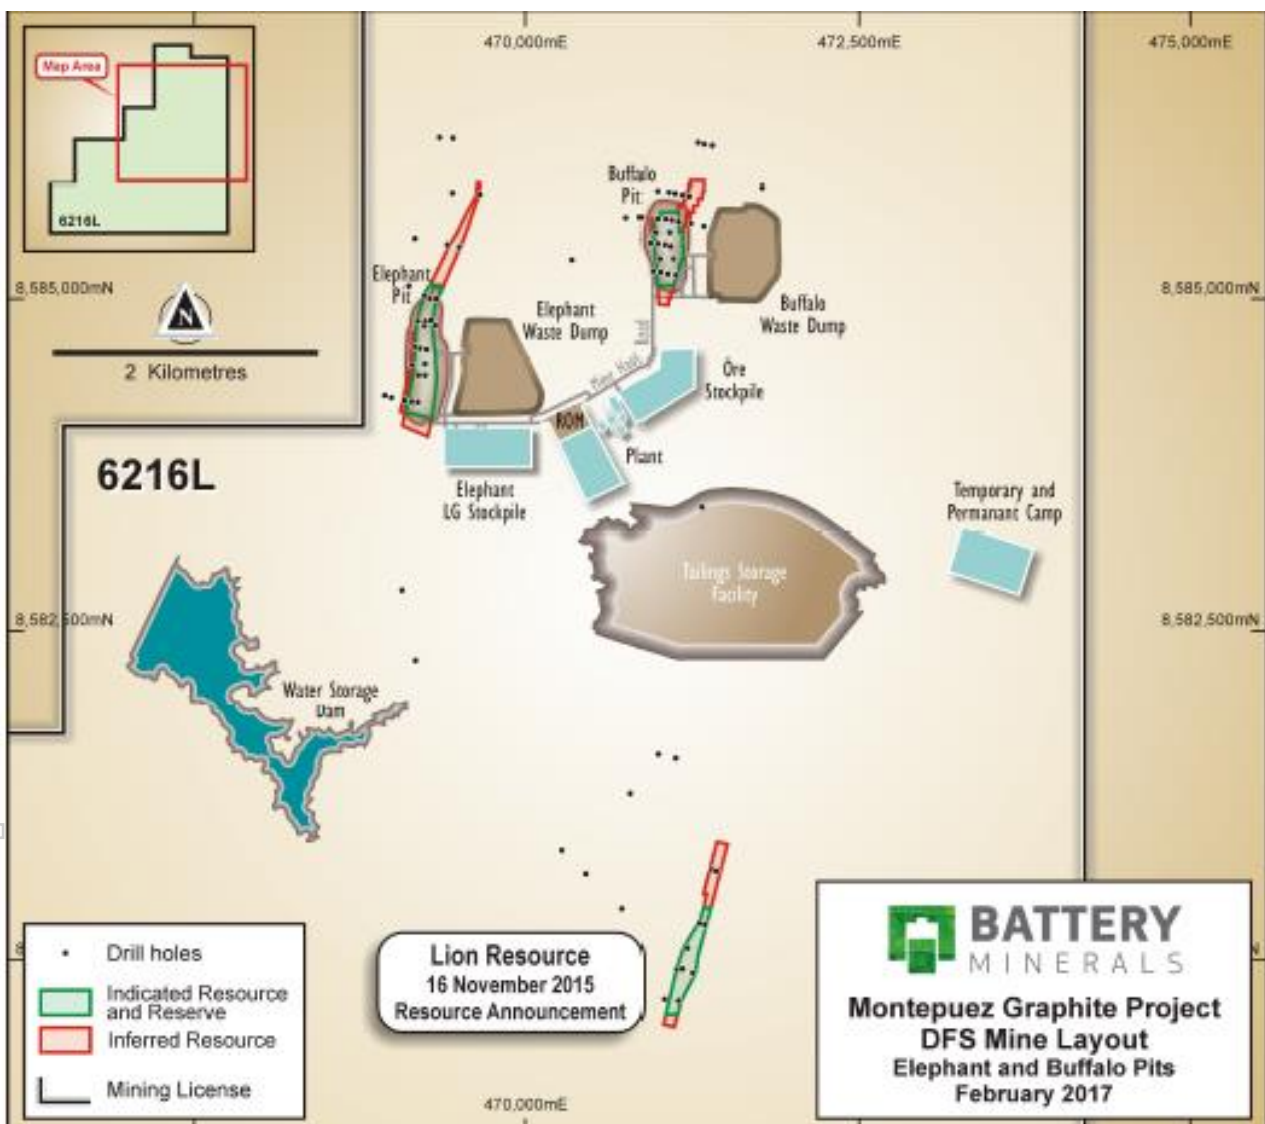 470,000mE
472,500mE
475,000mE
Map Area
6216L
Buffalo
Pit
Elephant
Pit
8,585,000mN
8,585,000mN
N
2 Kilometres
Elephant
Waste Dump
Buffalo
Waste Dump
Mine Haul Road
Ore
Stockpile
ROM
Plant
6216L
Elephant
LG Stockpile
Temporary and
Permanant Camp
Tailings Storage
Facility
8,582,500mN
8,582,500mN
Water Storage
Dam
Drill holes
Indicated Resource
and Reserve
Inferred Resource
Mining License
Lion Resource
16 November 2015
Resource Announcement
BATTERY
MINERALS
Montepuez Graphite Project
DFS Mine Layout
Elephant and Buffalo Pits
February 2017
470,000mE